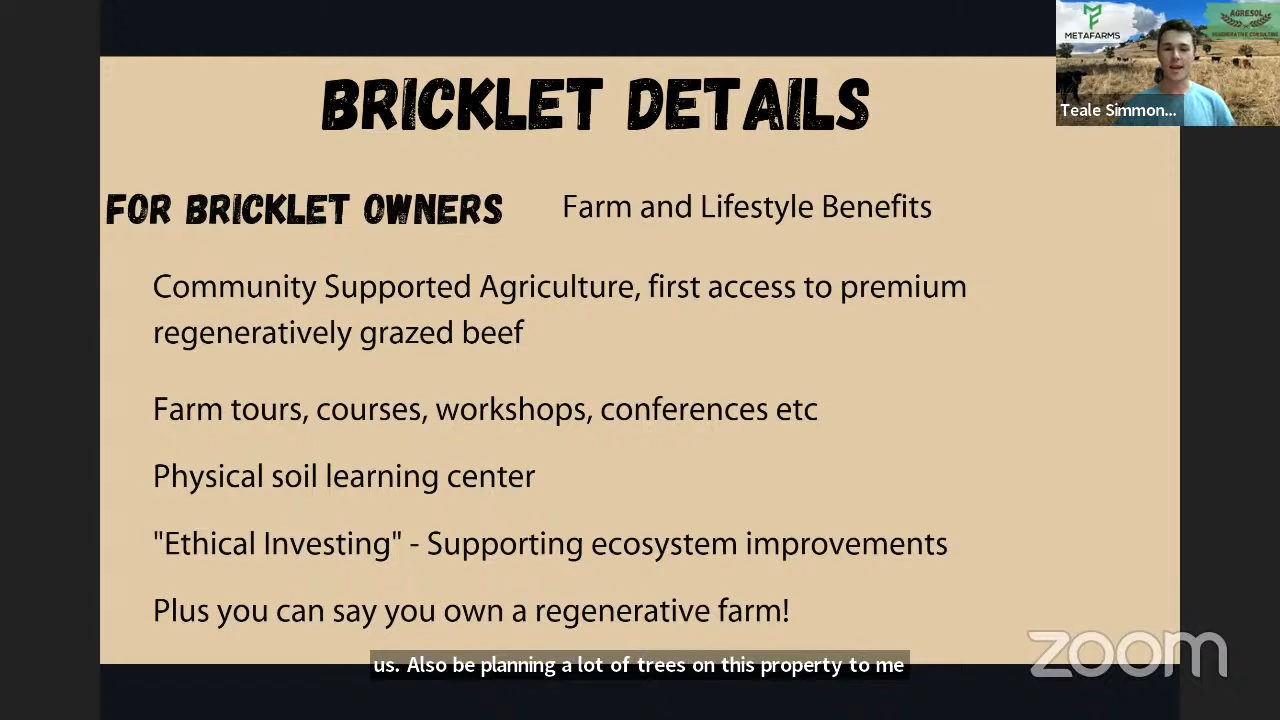 BRICKLET DETAILS
FOR BRICKLET OWNERS
Farm and Lifestyle Benefits
Community Supported Agriculture, first access to premium
regeneratively grazed beef
Farm tours, courses, workshops, conferences etc
Physical soil learning center
"Ethical Investing" - Supporting ecosystem improvements
Plus you can say you own a regenerative farm!
us. Also be planning a lot of trees on this property to me
METAFARMS
AGRESOL
REGENERATIVE CONSULTING
Teale Simmon...
zoom